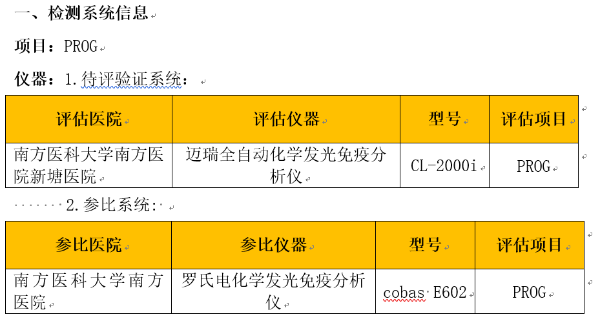 一、检测系统信息
项目：PROG
仪器：1.待评验证系统：
评估医院 评估仪器 型号 评估项目
南方医科大学南方医 迈瑞全自动化学发光免疫分 CL-2000i PROG
院新塘医院 析仪
2.参比系统:
参比医院 参比仪器 型号 评估项目
南方医科大学南方 罗氏电化学发光免疫分析 cobas E602 PROG
医院 仪